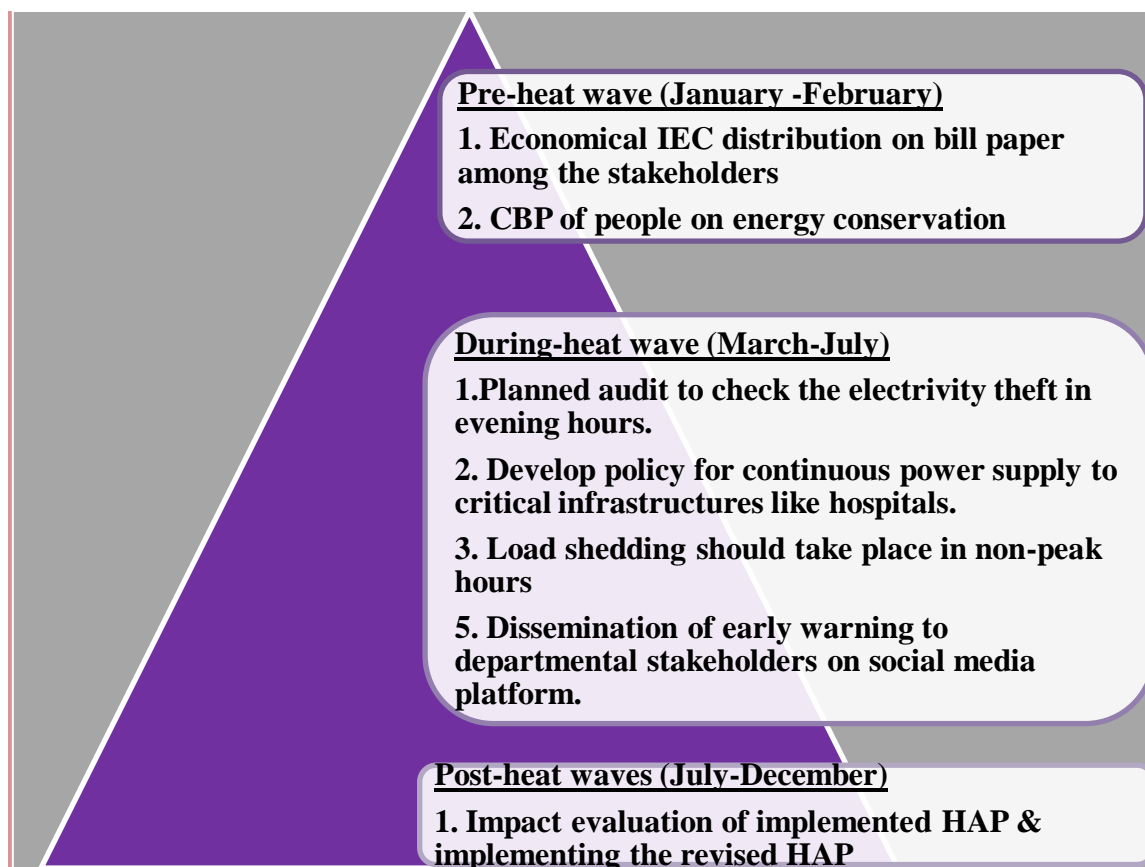 Pre-heat wave (January -February)
1. Economical IEC distribution on bill paper
among the stakeholders
2. CBP of people on energy conservation
During-heat wave (March-July)
1.Planned audit to check the electrivity theft in
evening hours.
2. Develop policy for continuous power supply to
critical infrastructures like hospitals.
3. Load shedding should take place in non-peak
hours
5. Dissemination of early warning to
departmental stakeholders on social media
platform.
Post-heat waves (July-December)
1. Impact evaluation of implemented HAP &
implementing the revised HAP